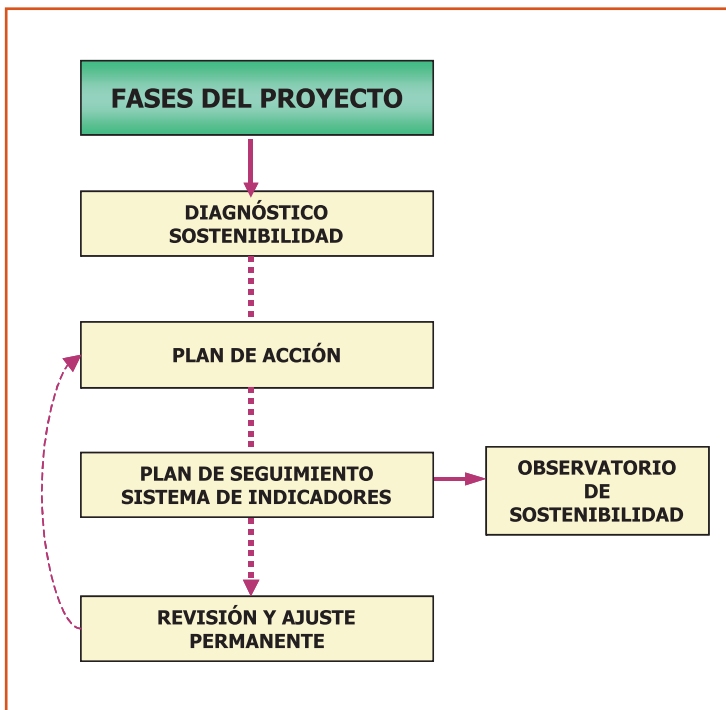 FASES DEL PROYECTO
DIAGNÓSTICO
SOSTENIBILIDAD
PLAN DE ACCIÓN
PLAN DE SEGUIMIENTO
SISTEMA DE INDICADORES
OBSERVATORIO
DE
SOSTENIBILIDAD
REVISIÓN Y AJUSTE
PERMANENTE